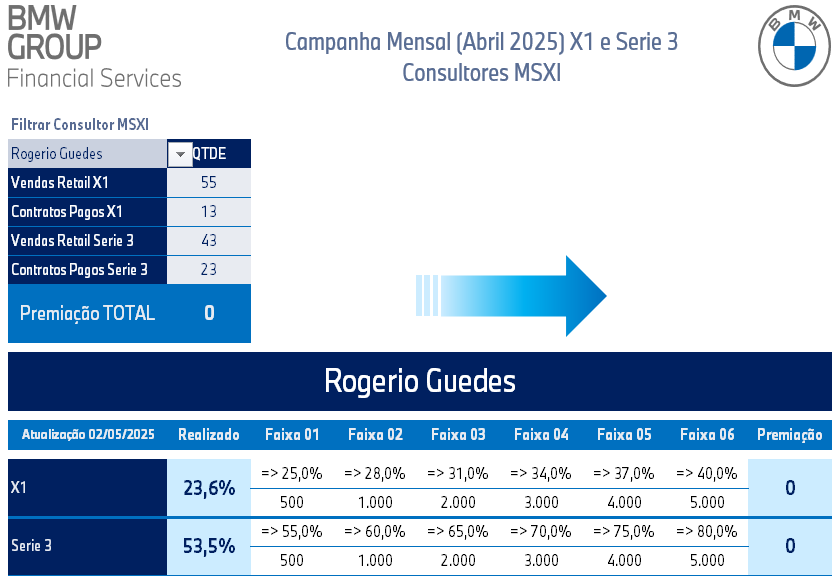 BMW
GROUP
Financial Services
Campanha Mensal (Abril 2025) X1 e Serie 3
Consultores MSXI
BMW
Filtrar Consultor MSXI
Rogerio Guedes QTDE
Vendas Retail X1 55
Contratos Pagos X1 13
Vendas Retail Serie 3 43
Contratos Pagos Serie 3 23
Premiação TOTAL 0
Rogerio Guedes
Atualização 02/05/2025 Realizado Faixa 01 Faixa 02 Faixa 03 Faixa 04 Faixa 05 Faixa 06 Premiação
X1 23,6% => 25,0% => 28,0% => 31,0% => 34,0% => 37,0% => 40,0% 0
500 1.000 2.000 3.000 4.000 5.000
Serie 3 53,5% => 55,0% => 60,0% => 65,0% => 70,0% => 75,0% => 80,0% 0
500 1.000 2.000 3.000 4.000 5.000